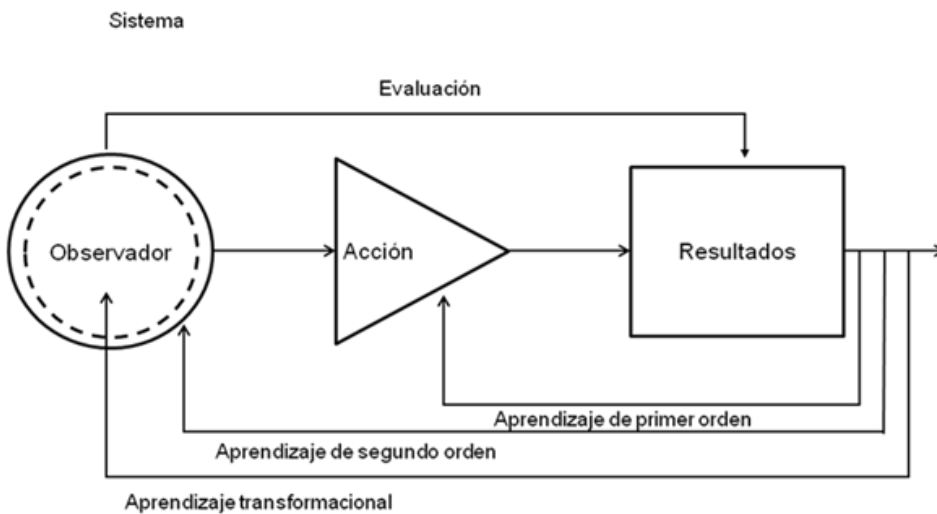 Sistema
Evaluación
Observador
Acción
Resultados
Aprendizaje de primer orden
Aprendizaje de segundo orden
Aprendizaje transformacional